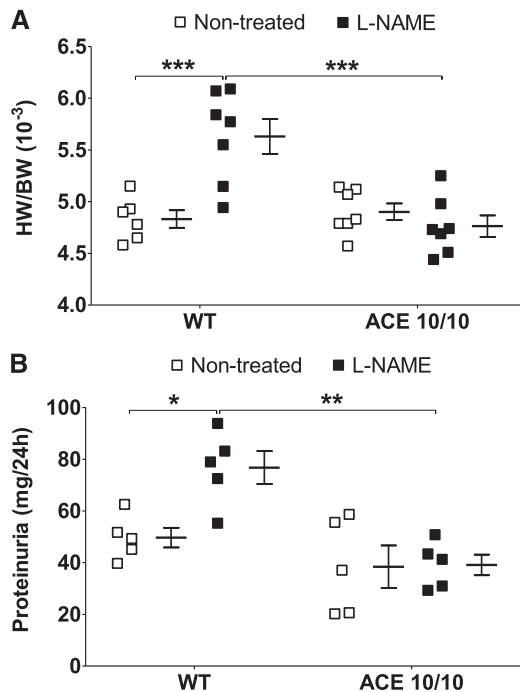 A
□ Non-treated ■ L-NAME
*** ***
HW/BW (10⁻³)
6.5
6.0
5.5
5.0
4.5
4.0
WT ACE 10/10
B
□ Non-treated ■ L-NAME
* **
Proteinuria (mg/24h)
100
80
60
40
20
0
WT ACE 10/10